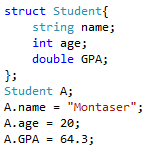 struct Student{
    string name;
    int age;
    double GPA;
};
Student A;
A.name = "Montaser";
A.age = 20;
A.GPA = 64.3;